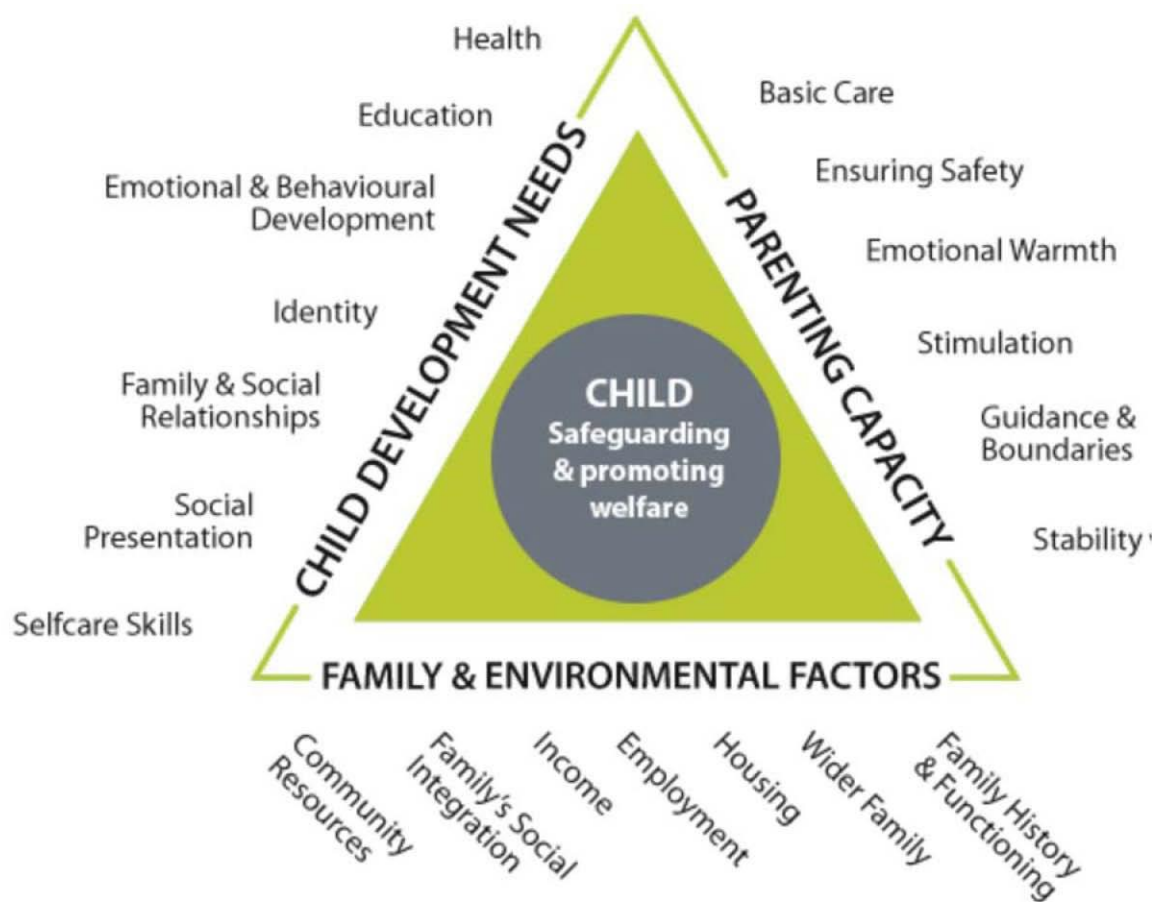 Health
Education
Emotional & Behavioural
Development
Identity
Family & Social
Relationships
Social
Presentation
Selfcare Skills
CHILD DEVELOPMENT NEEDS
CHILD
Safeguarding
& promoting
welfare
PARENTING CAPACITY
Basic Care
Ensuring Safety
Emotional Warmth
Stimulation
Guidance &
Boundaries
Stability
FAMILY & ENVIRONMENTAL FACTORS
Community
Resources
Family's Social
Integration
Income
Employment
Housing
Wider Family
Family History
& Functioning